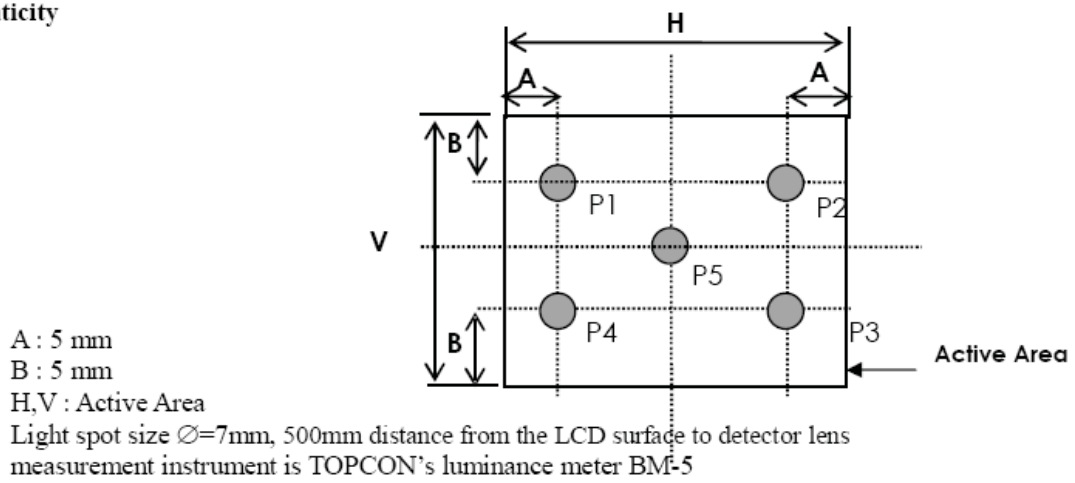 H
A
A
B
P1
P2
V
P5
B
P4
P3
Active Area
A : 5 mm
B : 5 mm
H,V : Active Area
Light spot size ∅=7mm, 500mm distance from the LCD surface to detector lens
measurement instrument is TOPCON's luminance meter BM-5